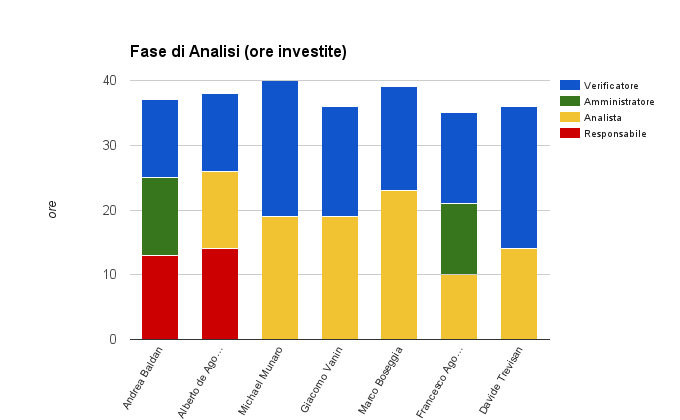 Fase di Analisi (ore investite)
40
30
20
10
0
ore
Verificatore
Amministratore
Analista
Responsabile
Andrea Baldan
Alberto de Ago...
Michael Munaro
Giacomo Vanin
Marco Boseggia
Francesco Ago...
Davide Trevisan